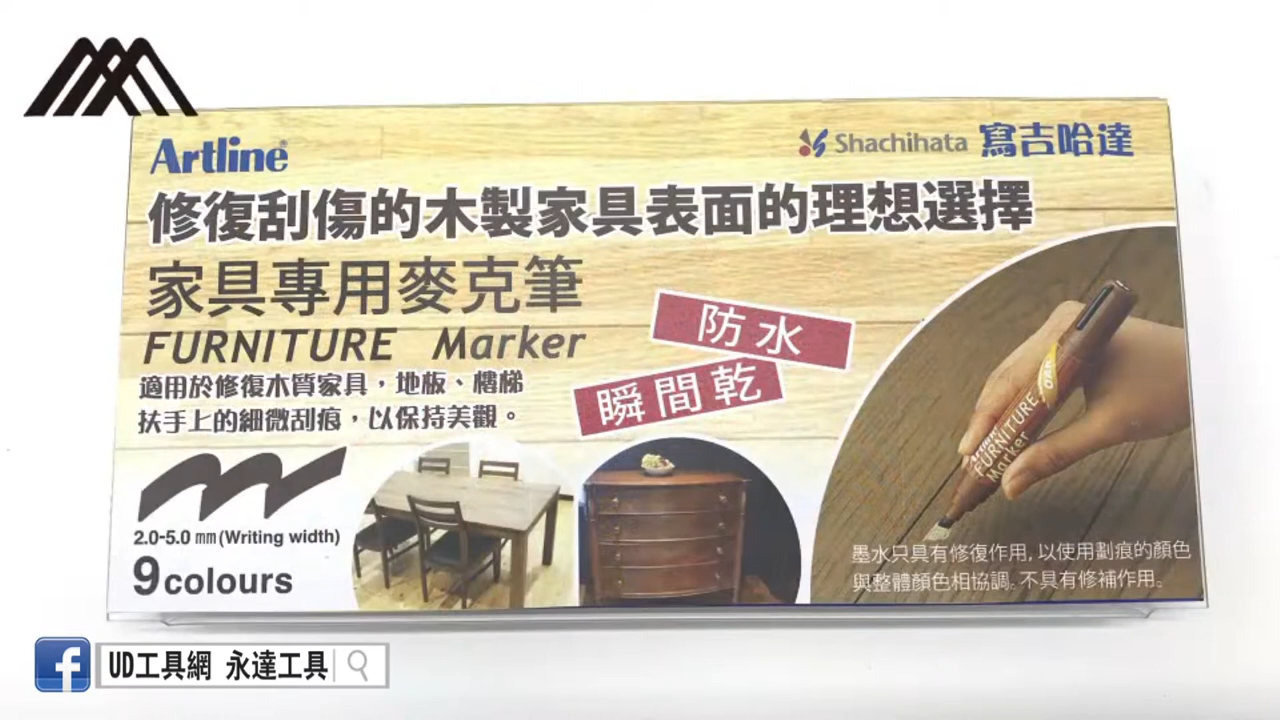 Artline®
Shachihata 寫吉哈達
修復刮傷的木製家具表面的理想選擇
家具專用麥克筆
FURNITURE Marker
防水
瞬間乾
適用於修復木質家具，地板、樓梯
扶手上的細微刮痕，以保持美觀。
Artline
FURNITURE
Marker
2.0-5.0 mm (Writing width)
9 colours
墨水只具有修復作用, 以使用劃痕的顏色
與整體顏色相協調。不具有修補作用。
f
UD工具網 永達工具